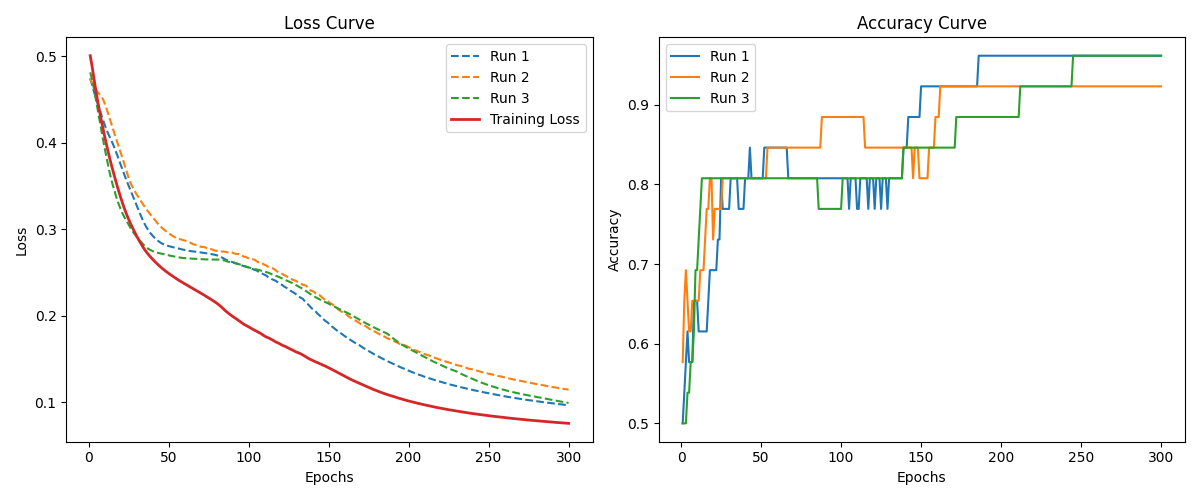 Loss Curve
Loss
0.5
0.4
0.3
0.2
0.1
0 50 100 150 200 250 300
Epochs
Run 1
Run 2
Run 3
Training Loss
Accuracy Curve
Accuracy
0.9
0.8
0.7
0.6
0.5
0 50 100 150 200 250 300
Epochs
Run 1
Run 2
Run 3